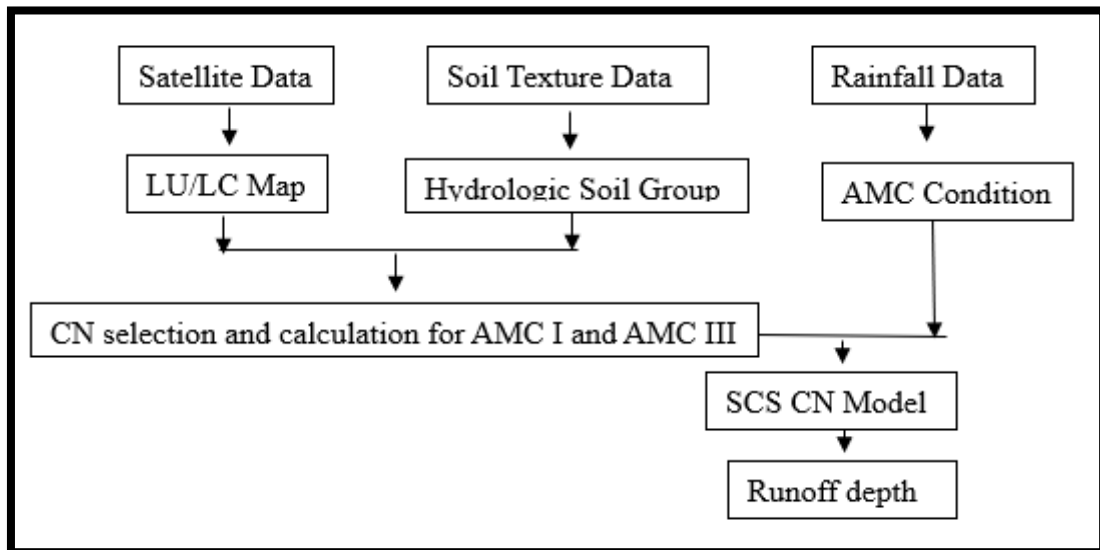 Satellite Data
Soil Texture Data
Rainfall Data
LU/LC Map
Hydrologic Soil Group
AMC Condition
CN selection and calculation for AMC I and AMC III
SCS CN Model
Runoff depth